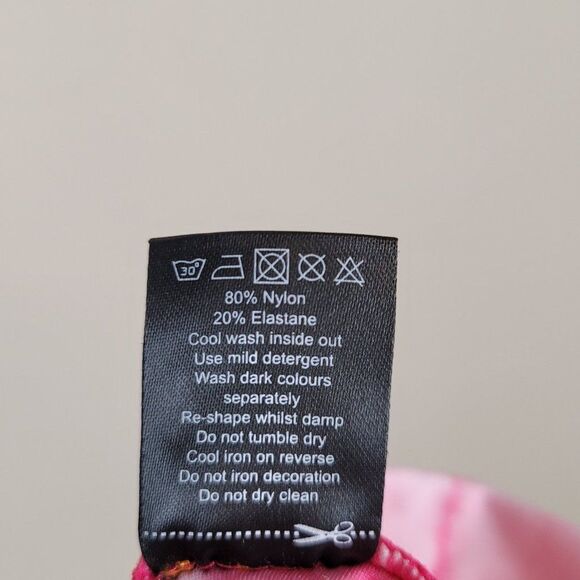 30°
80% Nylon
20% Elastane
Cool wash inside out
Use mild detergent
Wash dark colours
separately
Re-shape whilst damp
Do not tumble dry
Cool iron on reverse
Do not iron decoration
Do not dry clean